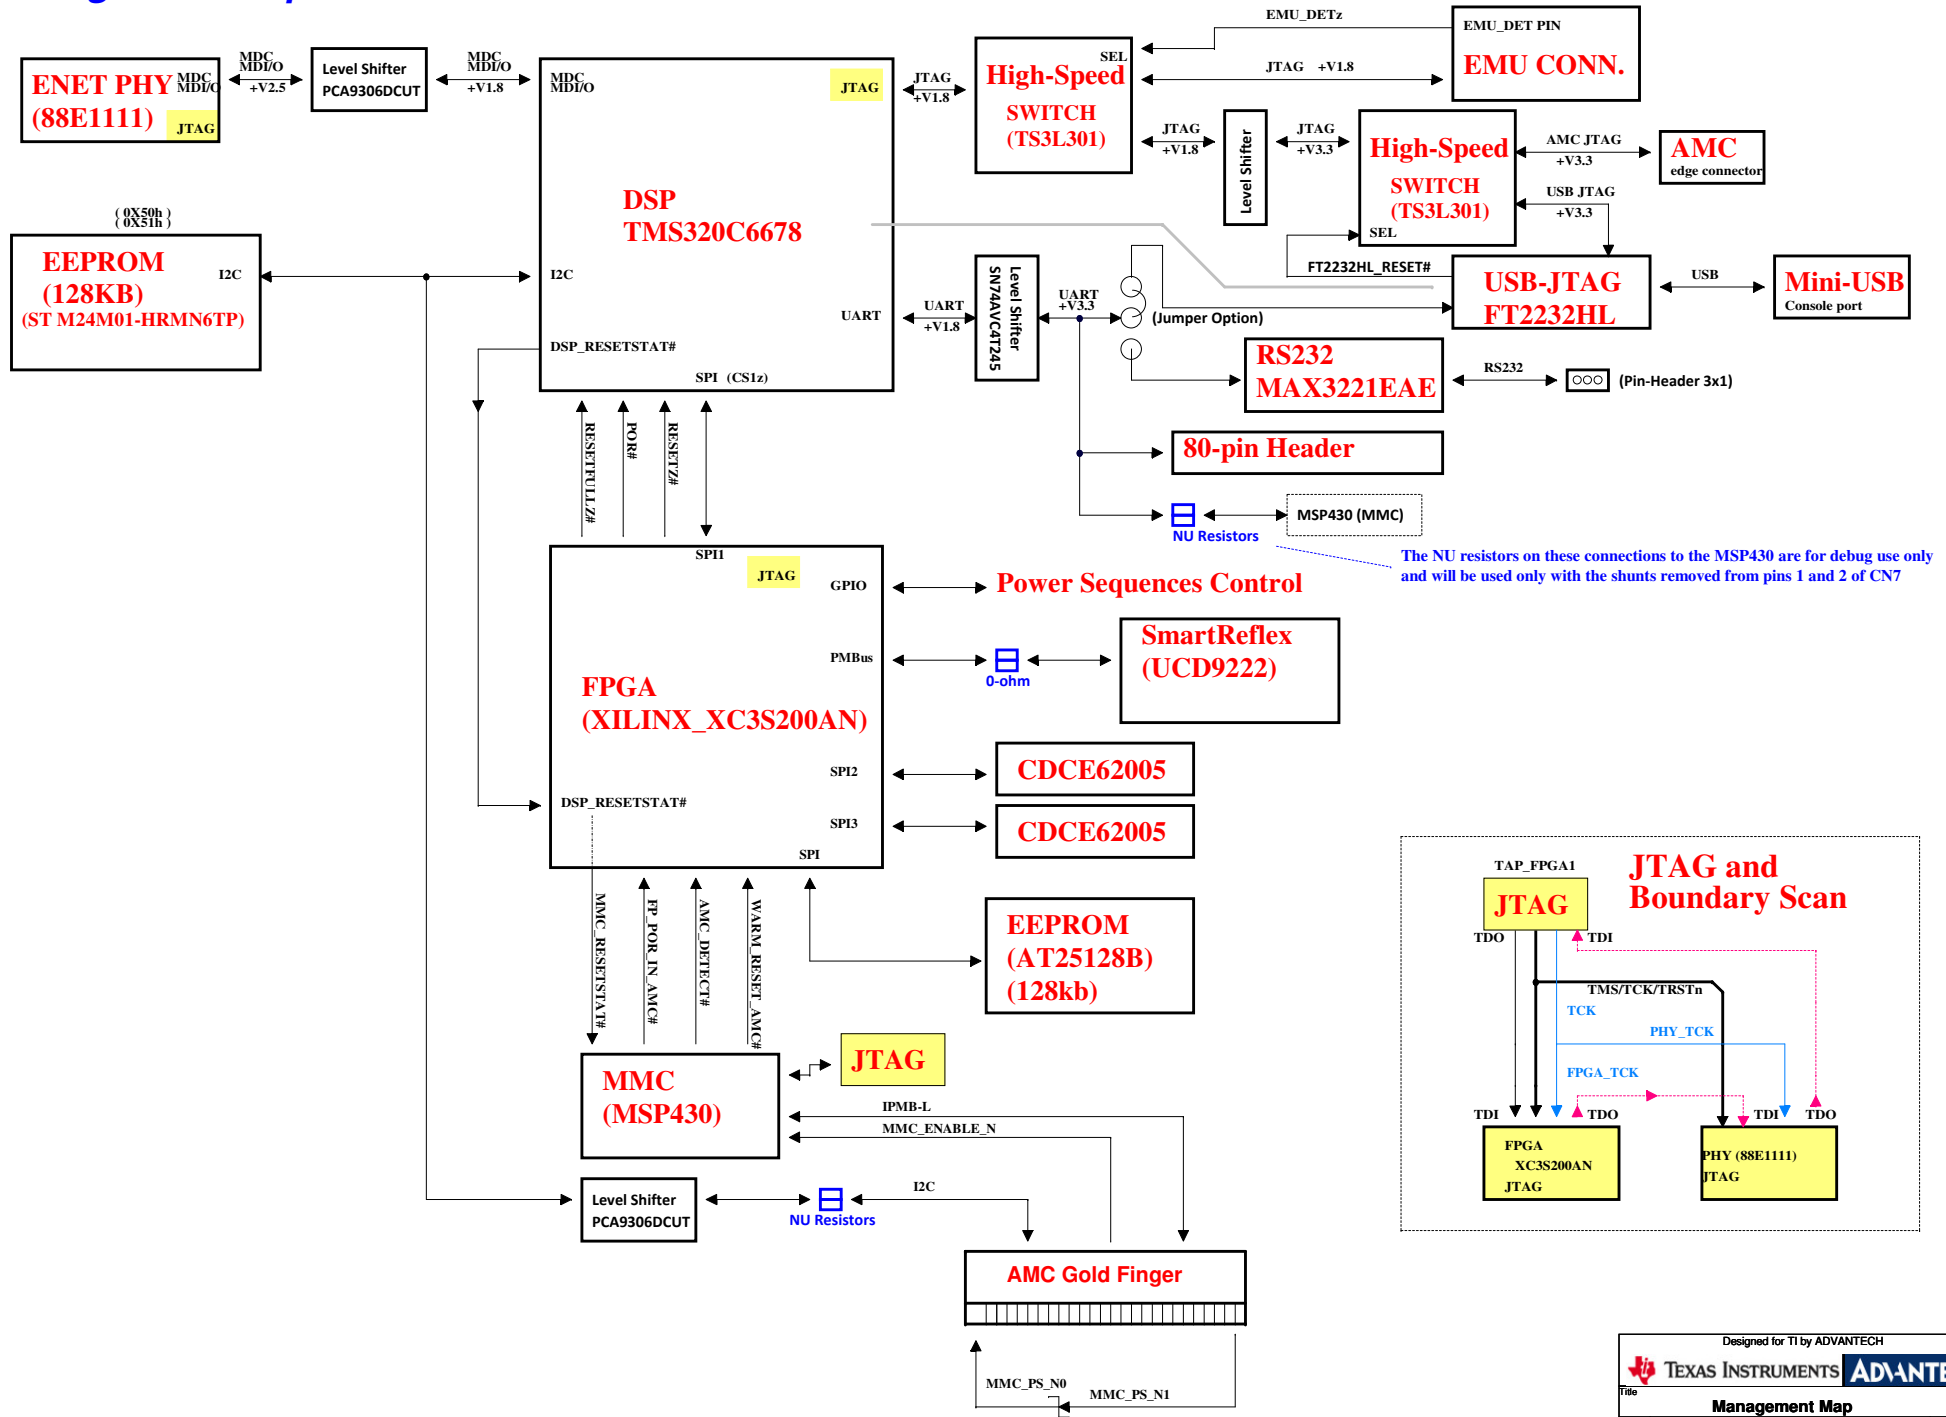 ENET PHY
(88E1111)
MDC
MDI/O
JTAG
MDC
MDI/O
+V2.5
Level Shifter
PCA9306DCUT
MDC
MDI/O
+V1.8
MDC
MDI/O
JTAG
DSP
TMS320C6678
I2C
UART
DSP_RESETSTAT#
SPI (CS1z)
JTAG
+V1.8
High-Speed
SEL
SWITCH
(TS3L301)
EMU_DETz
JTAG +V1.8
EMU_DET PIN
EMU CONN.
JTAG
+V1.8
Level Shifter
JTAG
+V3.3
High-Speed
SWITCH
(TS3L301)
SEL
AMC JTAG
+V3.3
AMC
edge connector
USB JTAG
+V3.3
FT2232HL_RESET#
USB-JTAG
FT2232HL
USB
Mini-USB
Console port
( 0X50h )
( 0X51h )
EEPROM
(128KB)
(ST M24M01-HRMN6TP)
I2C
UART
+V1.8
Level Shifter
SN74AVC4T245
UART
+V3.3
(Jumper Option)
RS232
MAX3221EAE
RS232
(Pin-Header 3x1)
80-pin Header
NU Resistors
MSP430 (MMC)
The NU resistors on these connections to the MSP430 are for debug use only
and will be used only with the shunts removed from pins 1 and 2 of CN7
RESETFULLZ#
POR#
RESETZ#
SPI1
JTAG
GPIO
Power Sequences Control
PMBus
0-ohm
SmartReflex
(UCD9222)
FPGA
(XILINX_XC3S200AN)
SPI2
CDCE62005
DSP_RESETSTAT#
SPI3
CDCE62005
SPI
EEPROM
(AT25128B)
(128kb)
MMC_RESETSTAT#
FP_POR_IN_AMC#
AMC_DETECT#
WARM_RESET_AMC#
MMC
(MSP430)
JTAG
IPMB-L
MMC_ENABLE_N
Level Shifter
PCA9306DCUT
NU Resistors
I2C
AMC Gold Finger
MMC_PS_N0
MMC_PS_N1
JTAG and
Boundary Scan
TAP_FPGA1
JTAG
TDO
TDI
TMS/TCK/TRSTn
TCK
PHY_TCK
FPGA_TCK
TDI
TDO
TDI
TDO
FPGA
XC3S200AN
JTAG
PHY (88E1111)
JTAG
Designed for TI by ADVANTECH
TEXAS INSTRUMENTS
Title
Management Map